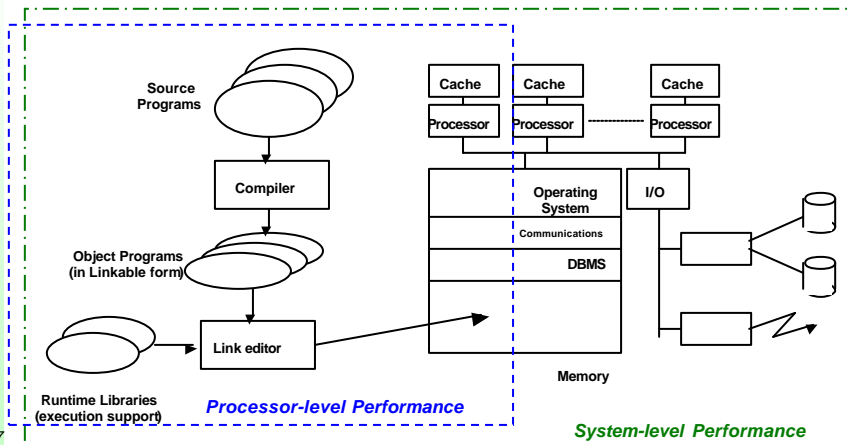 Source
Programs
Cache
Cache
Cache
Processor
Processor
Processor
Compiler
Operating
System
I/O
Communications
Object Programs
(in Linkable form)
DBMS
Link editor
Memory
Runtime Libraries
(execution support)
Processor-level Performance
System-level Performance
7